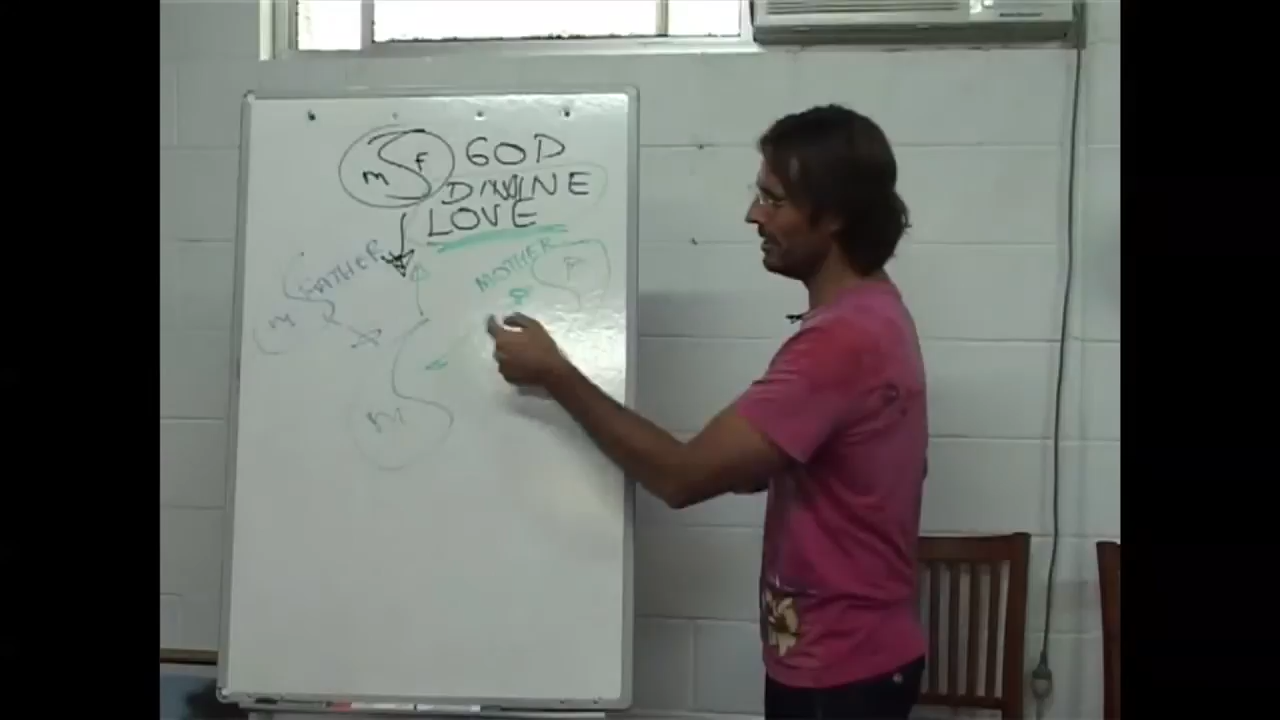 m F GOD
DIVINE
LOVE
FATHER
MOTHER
F
m
m